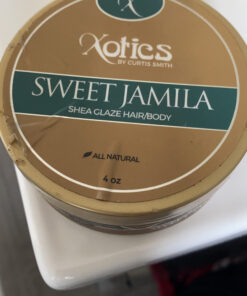 X
Xotics
BY CURTIS SMITH
SWEET JAMILA
SHEA GLAZE HAIR/BODY
ALL NATURAL
4 oz